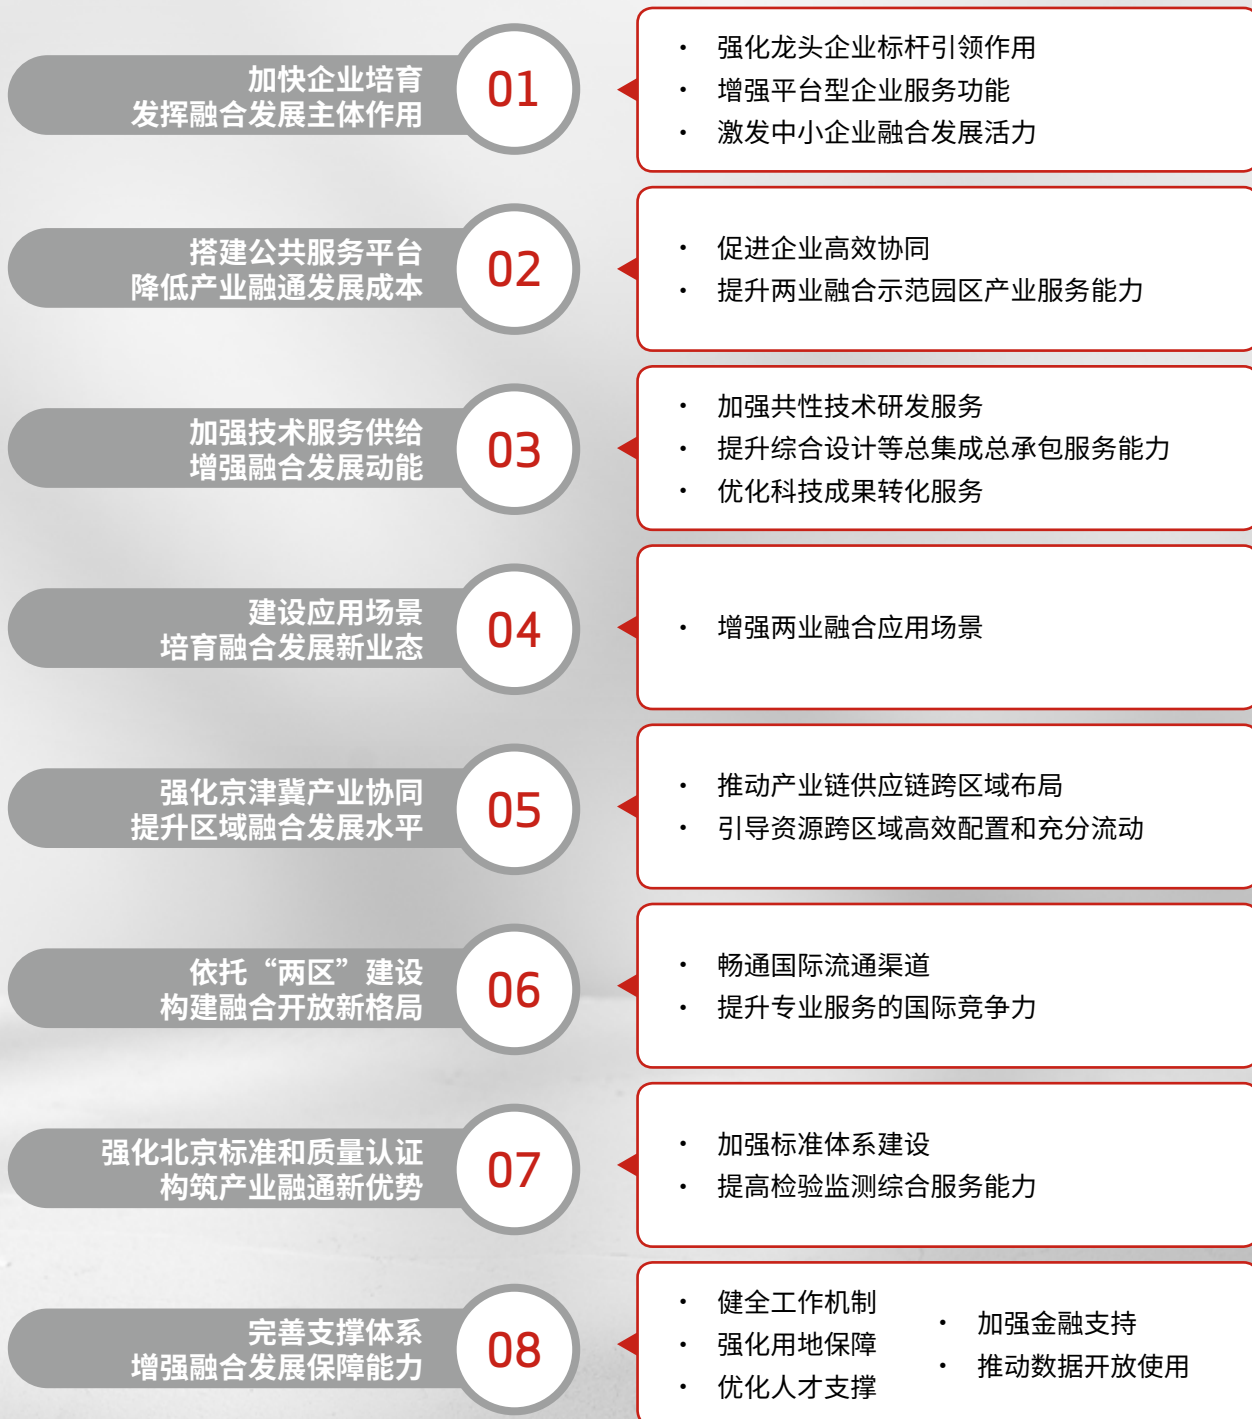 加快企业培育
发挥融合发展主体作用
01
· 强化龙头企业标杆引领作用
· 增强平台型企业服务功能
· 激发中小企业融合发展活力
搭建公共服务平台
降低产业融通发展成本
02
· 促进企业高效协同
· 提升两业融合示范园区产业服务能力
加强技术服务供给
增强融合发展动能
03
· 加强共性技术研发服务
· 提升综合设计等总集成总承包服务能力
· 优化科技成果转化服务
建设应用场景
培育融合发展新业态
04
· 增强两业融合应用场景
强化京津冀产业协同
提升区域融合发展水平
05
· 推动产业链供应链跨区域布局
· 引导资源跨区域高效配置和充分流动
依托“两区”建设
构建融合开放新格局
06
· 畅通国际流通渠道
· 提升专业服务的国际竞争力
强化北京标准和质量认证
构筑产业融通新优势
07
· 加强标准体系建设
· 提高检验监测综合服务能力
完善支撑体系
增强融合发展保障能力
08
· 健全工作机制
· 强化用地保障
· 优化人才支撑
· 加强金融支持
· 推动数据开放使用